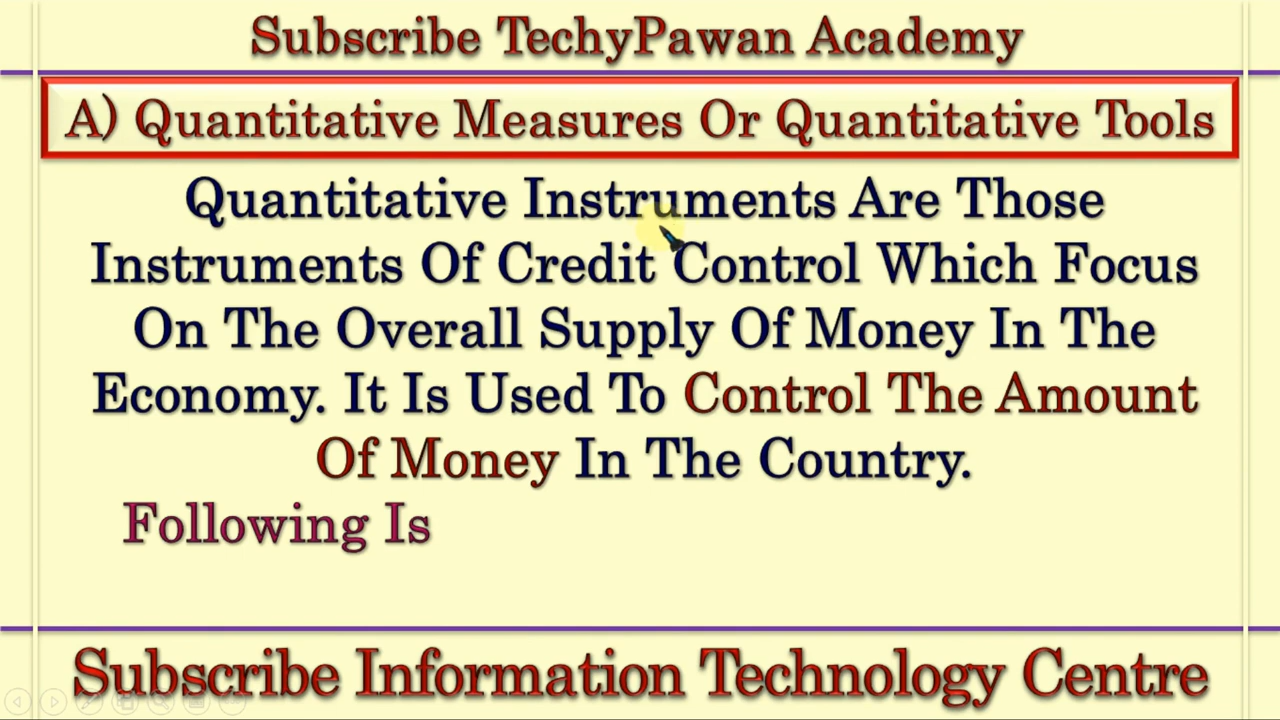 Subscribe TechyPawan Academy
A) Quantitative Measures Or Quantitative Tools
Quantitative Instruments Are Those
Instruments Of Credit Control Which Focus
On The Overall Supply Of Money In The
Economy. It Is Used To Control The Amount
Of Money In The Country.
Following Is
Subscribe Information Technology Centre